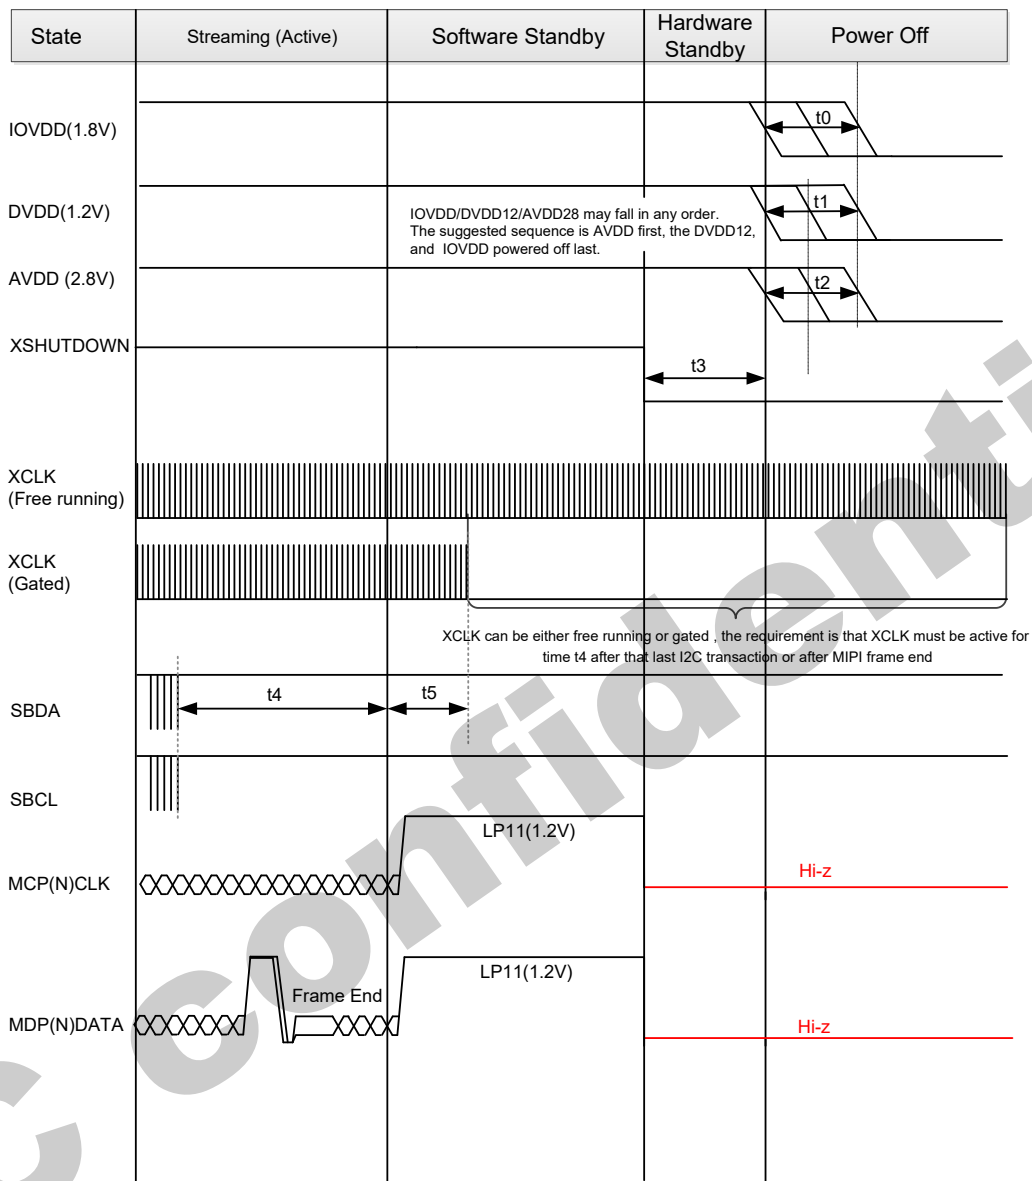 State
Streaming (Active)
Software Standby
Hardware
Standby
Power Off
IOVDD(1.8V)
t0
DVDD(1.2V)
t1
IOVDD/DVDD12/AVDD28 may fall in any order.
The suggested sequence is AVDD first, the DVDD12,
and IOVDD powered off last.
AVDD (2.8V)
t2
XSHUTDOWN
t3
XCLK
(Free running)
XCLK
(Gated)
XCLK can be either free running or gated , the requirement is that XCLK must be active for
time t4 after that last I2C transaction or after MIPI frame end
SBDA
t4
t5
SBCL
LP11(1.2V)
MCP(N)CLK
Hi-z
LP11(1.2V)
Frame End
MDP(N)DATA
Hi-z
C confidenti